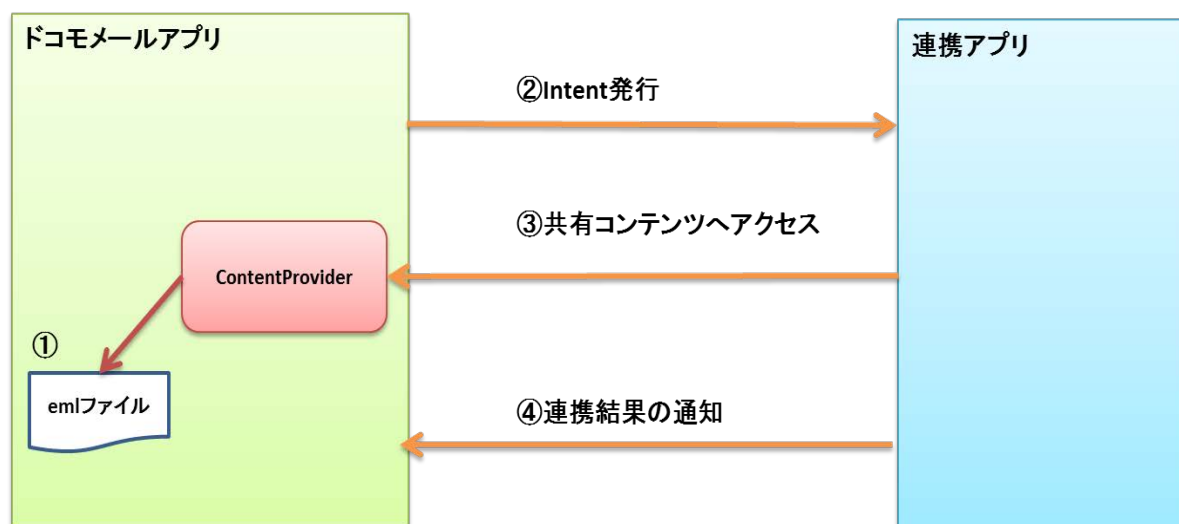 ドコモメールアプリ
連携アプリ
②Intent発行
③共有コンテンツへアクセス
ContentProvider
①
emlファイル
④連携結果の通知